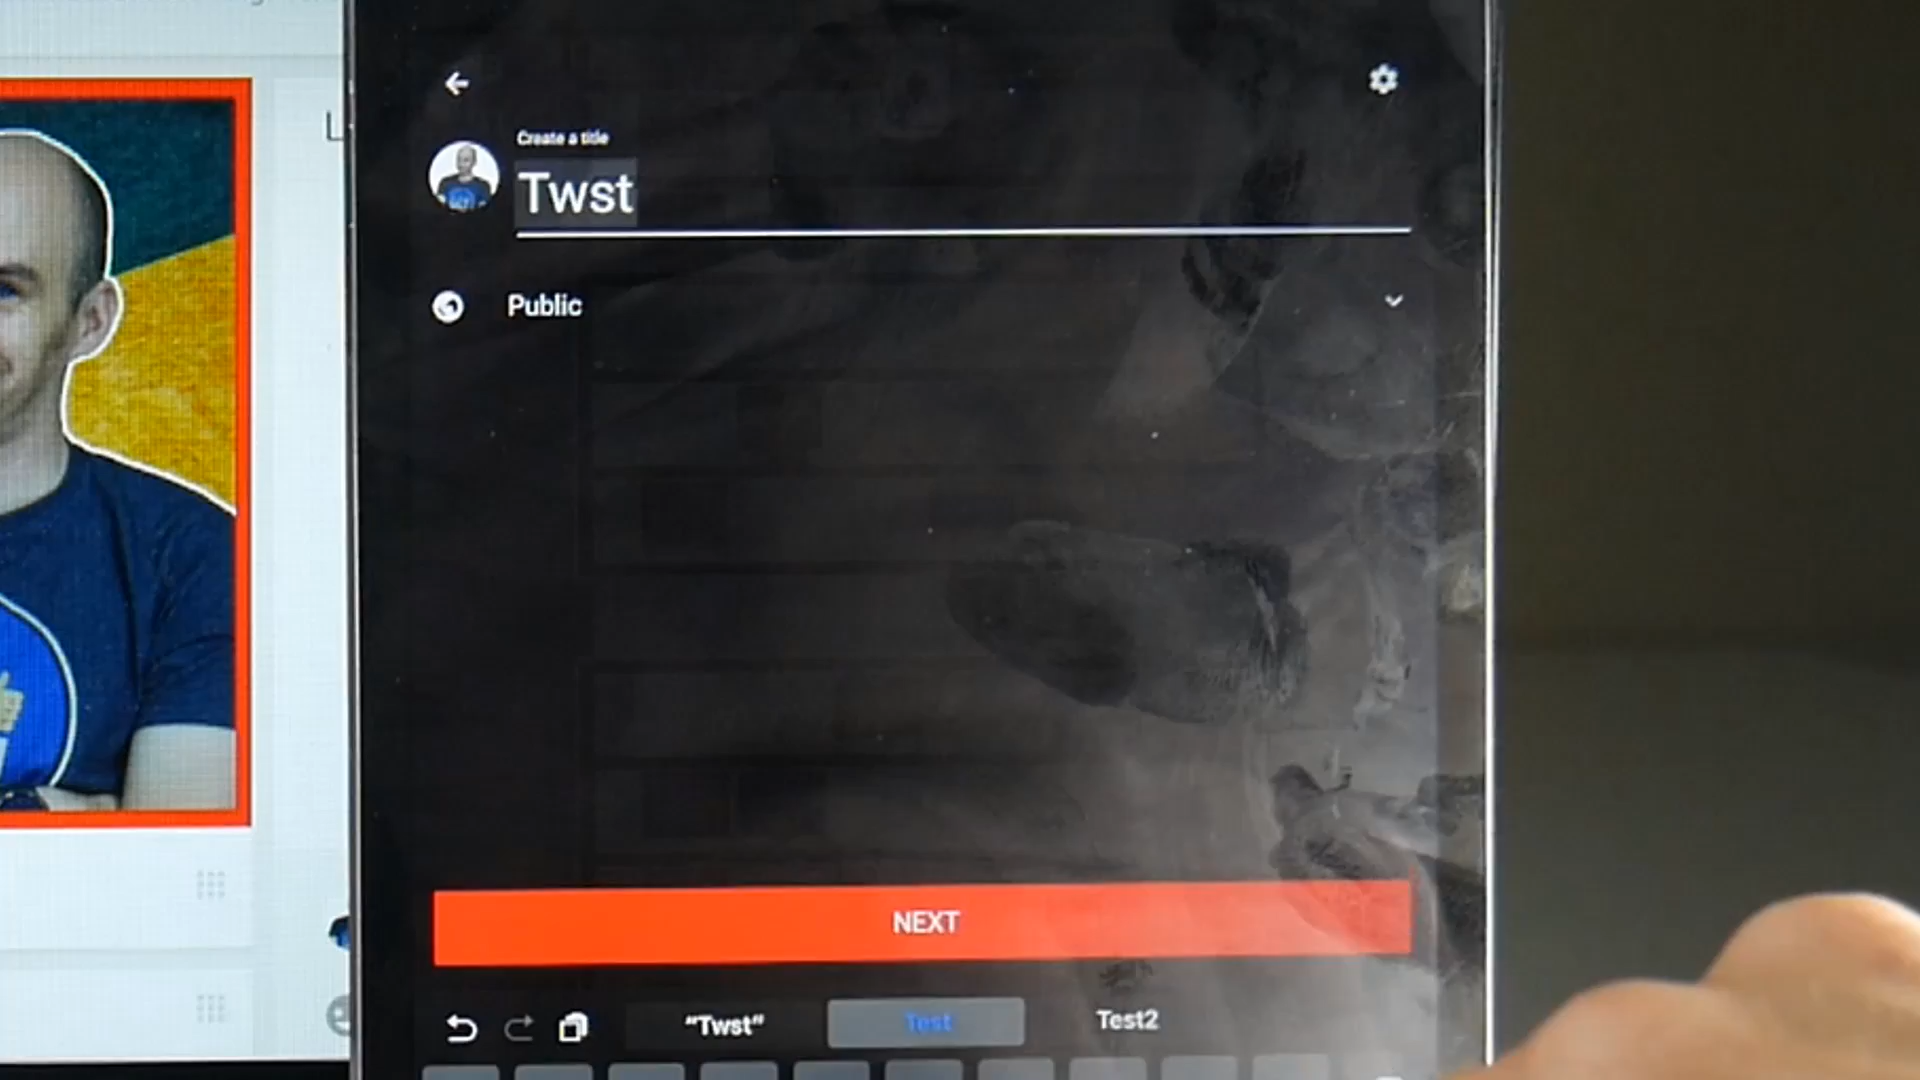 Create a title
Twst
Public
NEXT
“Twst“ Test Test2